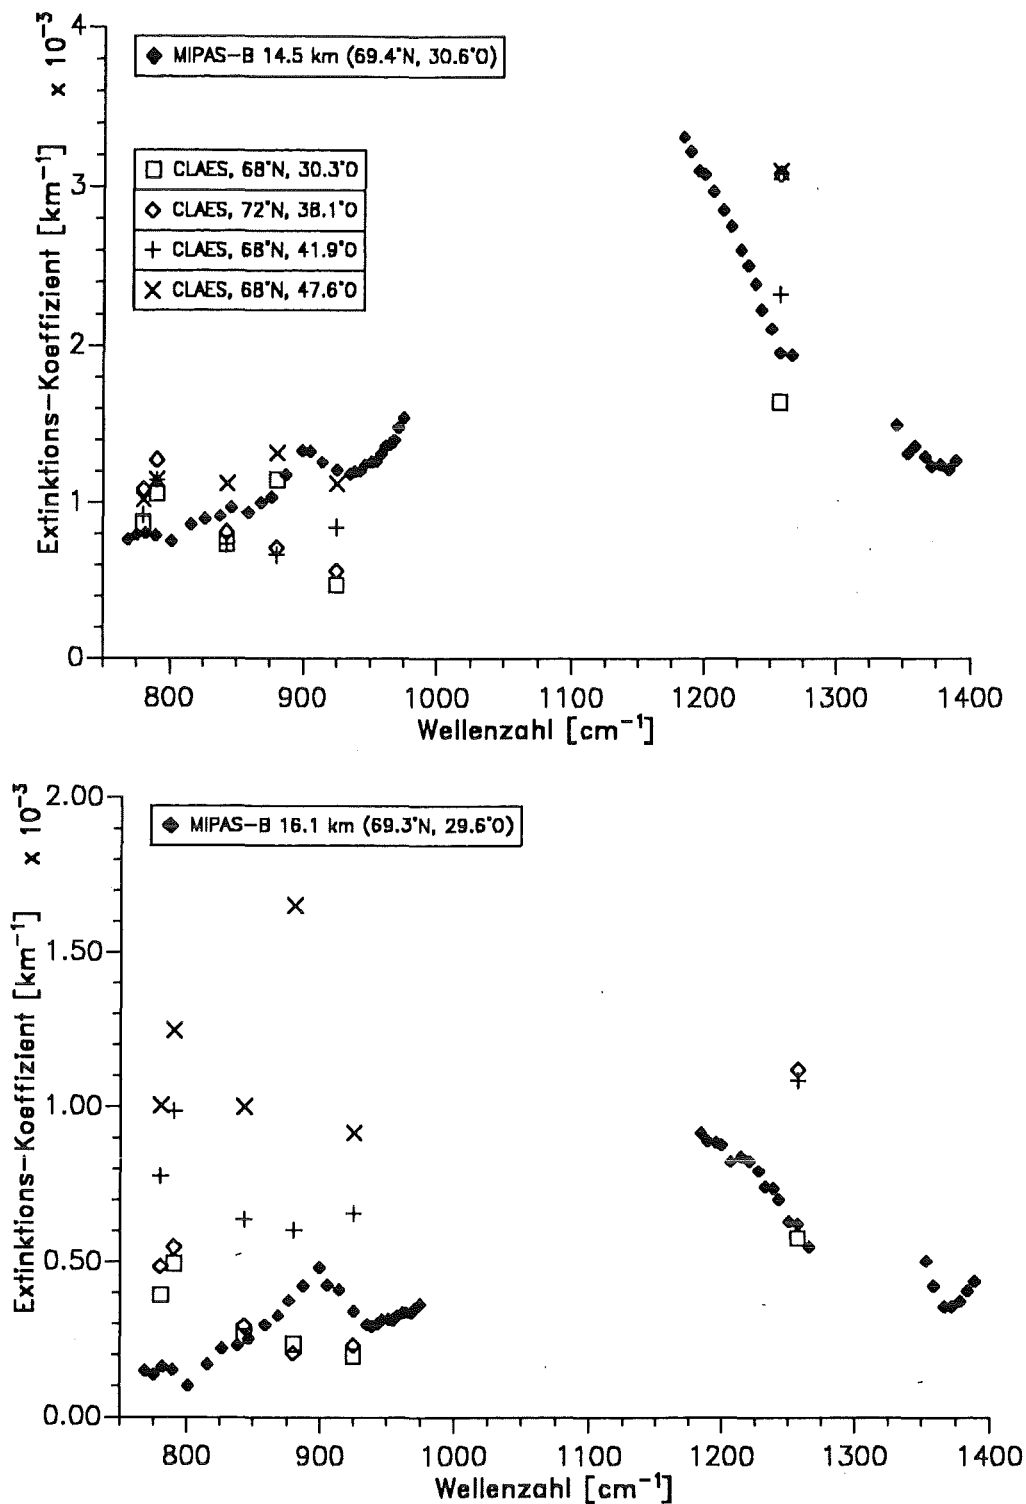 4
3
2
1
0
Extinktions-Koeffizient [km⁻¹] × 10⁻³
MIPAS-B 14.5 km (69.4°N, 30.6°O)
CLAES, 68°N, 30.3°O
CLAES, 72°N, 38.1°O
CLAES, 68°N, 41.9°O
CLAES, 68°N, 47.6°O
800 900 1000 1100 1200 1300 1400
Wellenzahl [cm⁻¹]
2.00
1.50
1.00
0.50
0.00
Extinktions-Koeffizient [km⁻¹] × 10⁻³
MIPAS-B 16.1 km (69.3°N, 29.6°O)
800 900 1000 1100 1200 1300 1400
Wellenzahl [cm⁻¹]